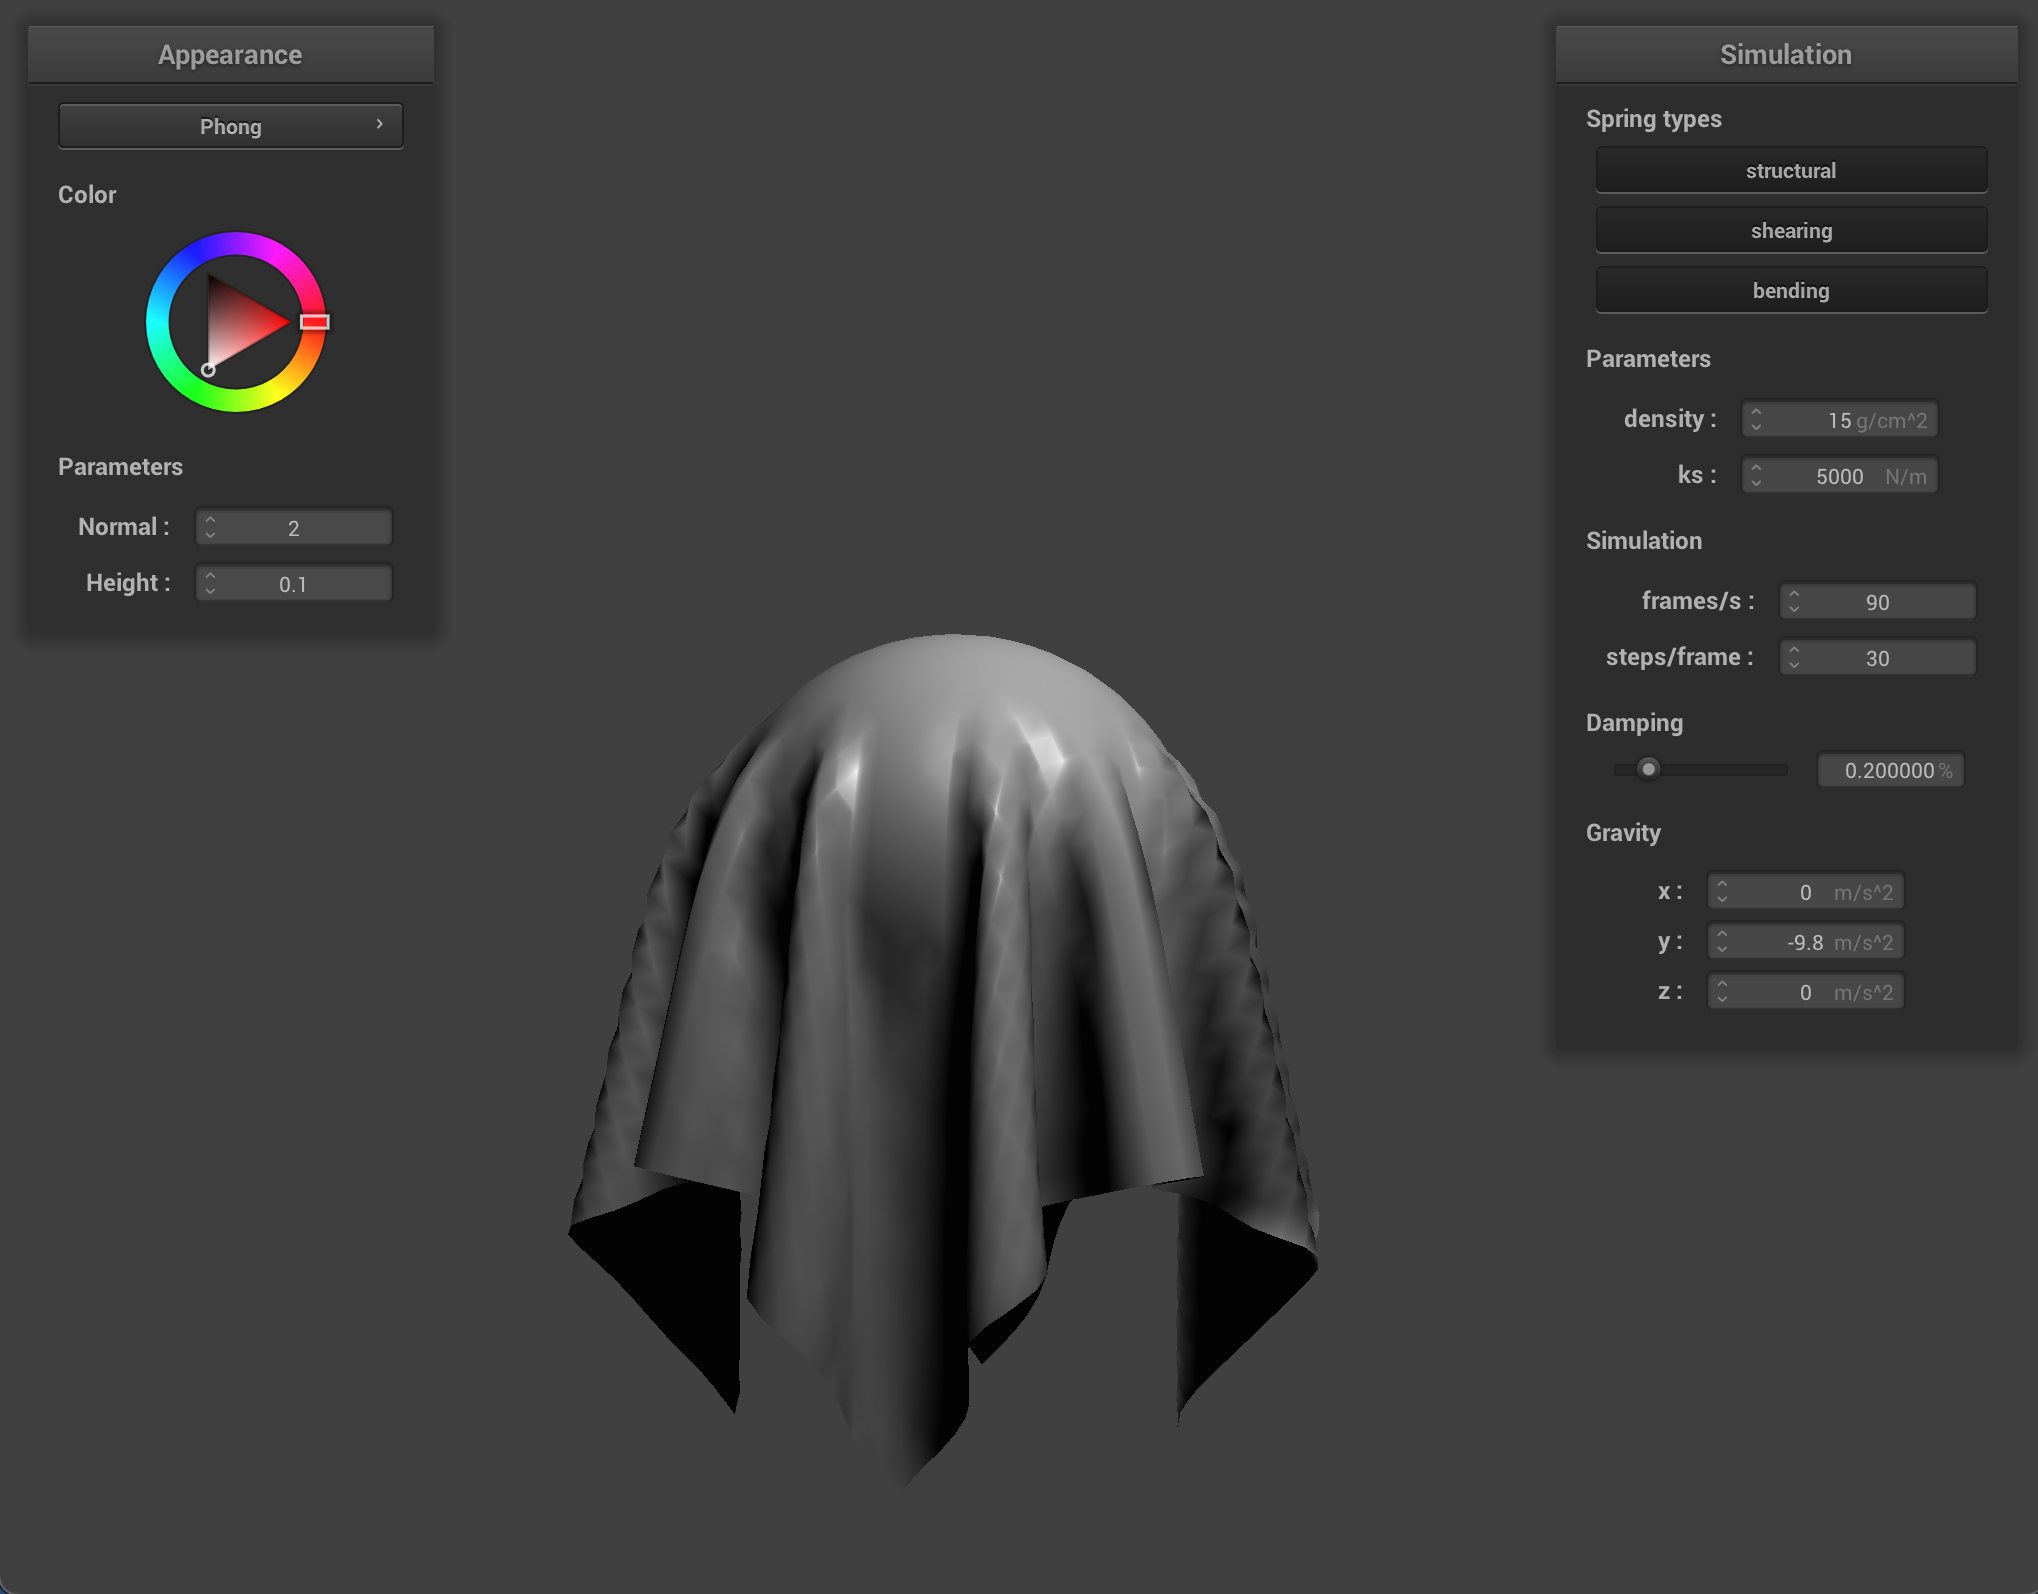 Appearance
Phong
Color
Parameters
Normal : 2
Height : 0.1
Simulation
Spring types
structural
shearing
bending
Parameters
density : 15 g/cm^2
ks : 5000 N/m
Simulation
frames/s : 90
steps/frame : 30
Damping
0.200000 %
Gravity
x : 0 m/s^2
y : -9.8 m/s^2
z : 0 m/s^2